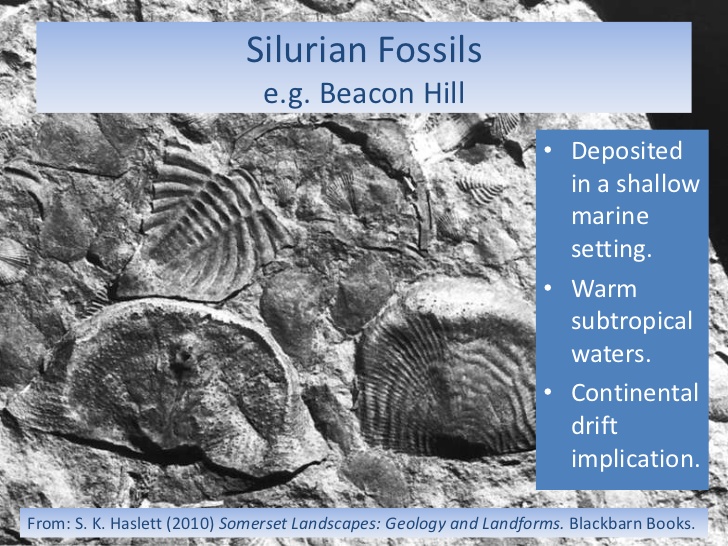 Silurian Fossils
e.g. Beacon Hill
• Deposited
in a shallow
marine
setting.
• Warm
subtropical
waters.
• Continental
drift
implication.
From: S. K. Haslett (2010) Somerset Landscapes: Geology and Landforms. Blackbarn Books.